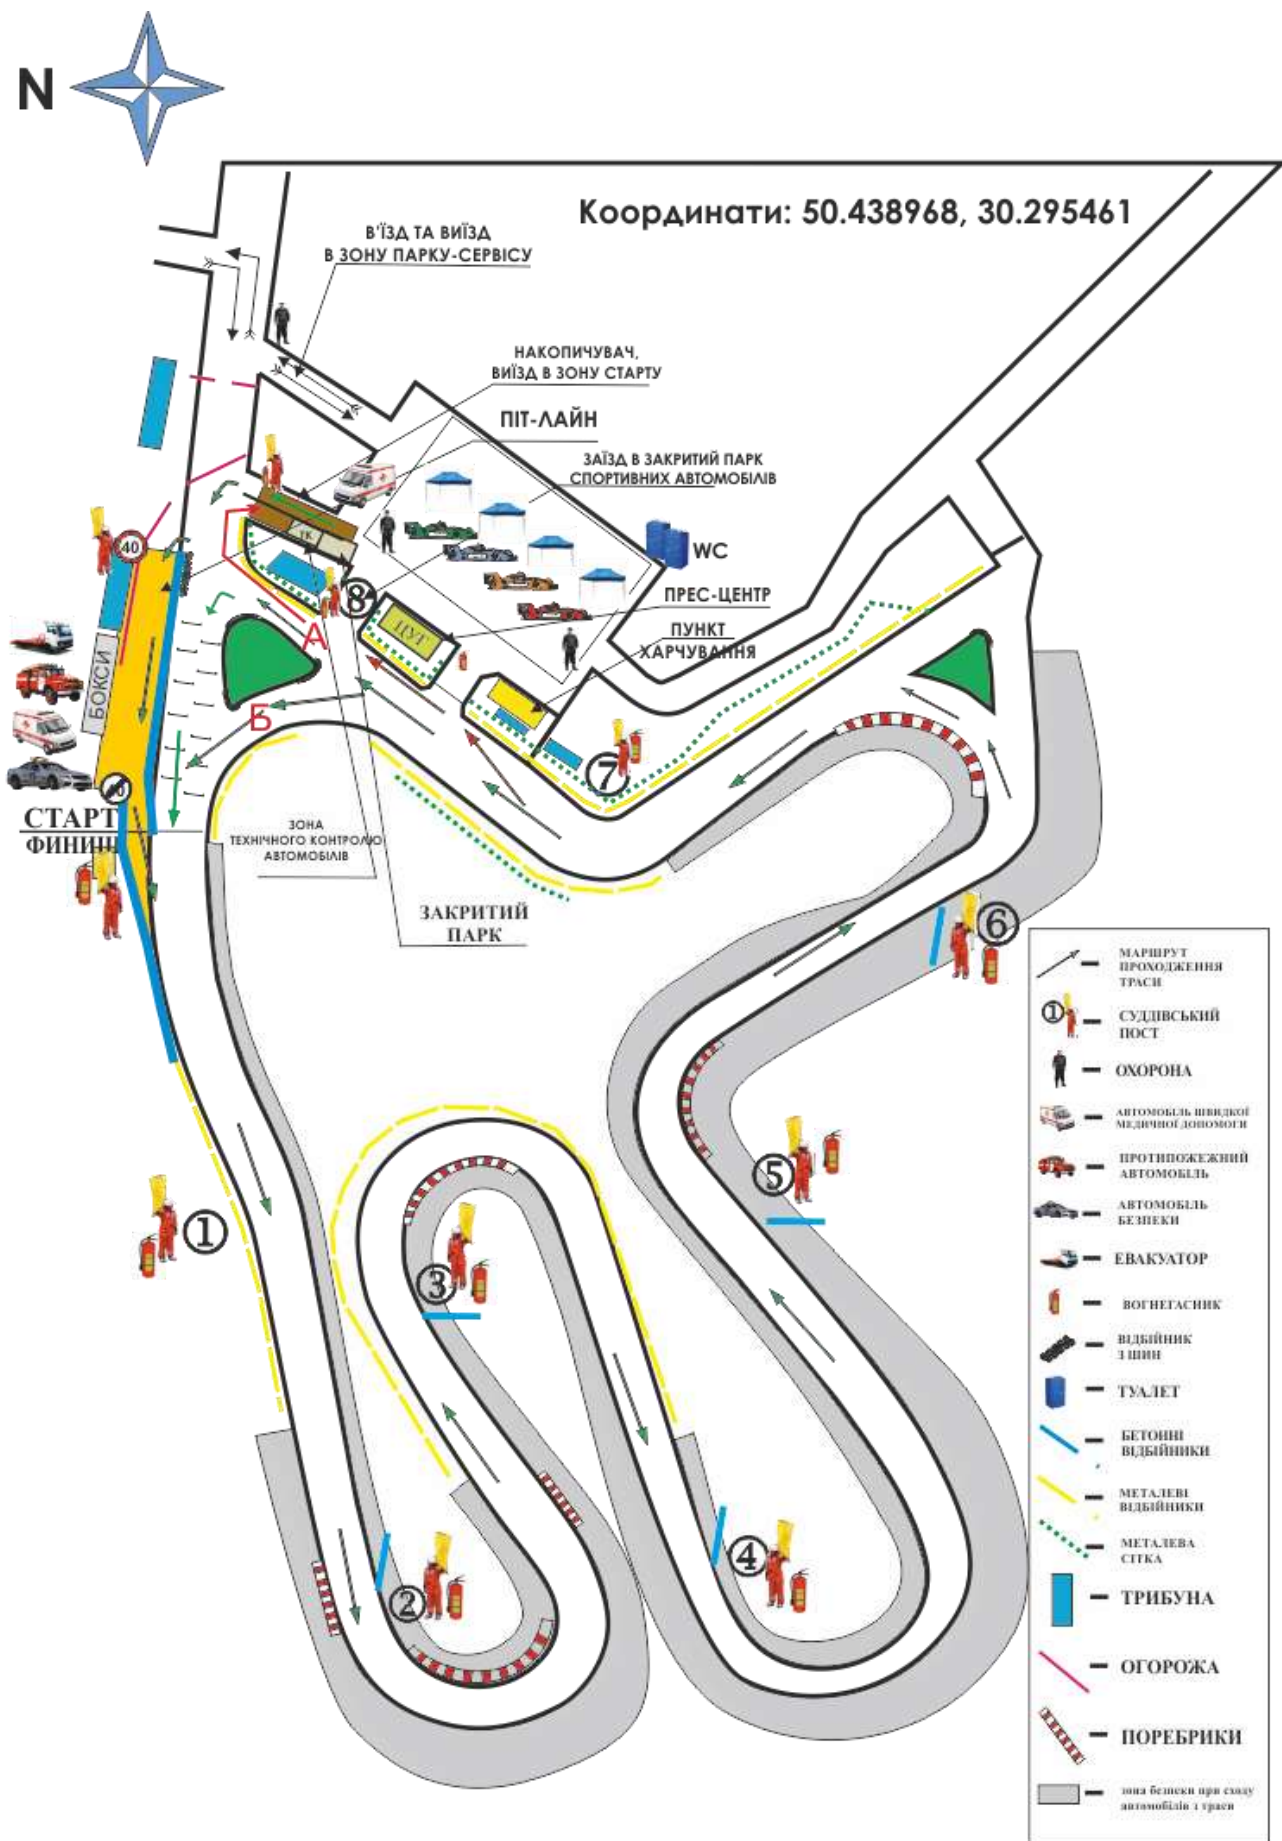 N
Координати: 50.438968, 30.295461
В'ЇЗД ТА ВИЇЗД
В ЗОНУ ПАРКУ-СЕРВІСУ
НАКОПИЧУВАЧ,
ВИЇЗД В ЗОНУ СТАРТУ
ПІТ-ЛАЙН
ЗАЇЗД В ЗАКРИТИЙ ПАРК
СПОРТИВНИХ АВТОМОБІЛІВ
40
ТК
WC
8
ПРЕС-ЦЕНТР
ЦУГ
ПУНКТ
ХАРЧУВАННЯ
А
БОКСИ
Б
7
СТАРТ
ФИНИШ
ЗОНА
ТЕХНІЧНОГО КОНТРОЛЮ
АВТОМОБІЛІВ
ЗАКРИТИЙ
ПАРК
6
5
1
3
4
2
МАРШРУТ
ПРОХОДЖЕННЯ
ТРАСИ
1
СУДДІВСЬКИЙ
ПОСТ
ОХОРОНА
АВТОМОБІЛЬ ШВИДКОЇ
МЕДИЧНОЇ ДОПОМОГИ
ПРОТИПОЖЕЖНИЙ
АВТОМОБІЛЬ
АВТОМОБІЛЬ
БЕЗПЕКИ
ЕВАКУАТОР
ВОГНЕГАСНИК
ВІДБІЙНИК
З ШИН
ТУАЛЕТ
БЕТОННІ
ВІДБІЙНИКИ
МЕТАЛЕВІ
ВІДБІЙНИКИ
МЕТАЛЕВА
СІТКА
ТРИБУНА
ОГОРОЖА
ПОРЕБРИКИ
зона безпеки при сходу
автомобілів з траси